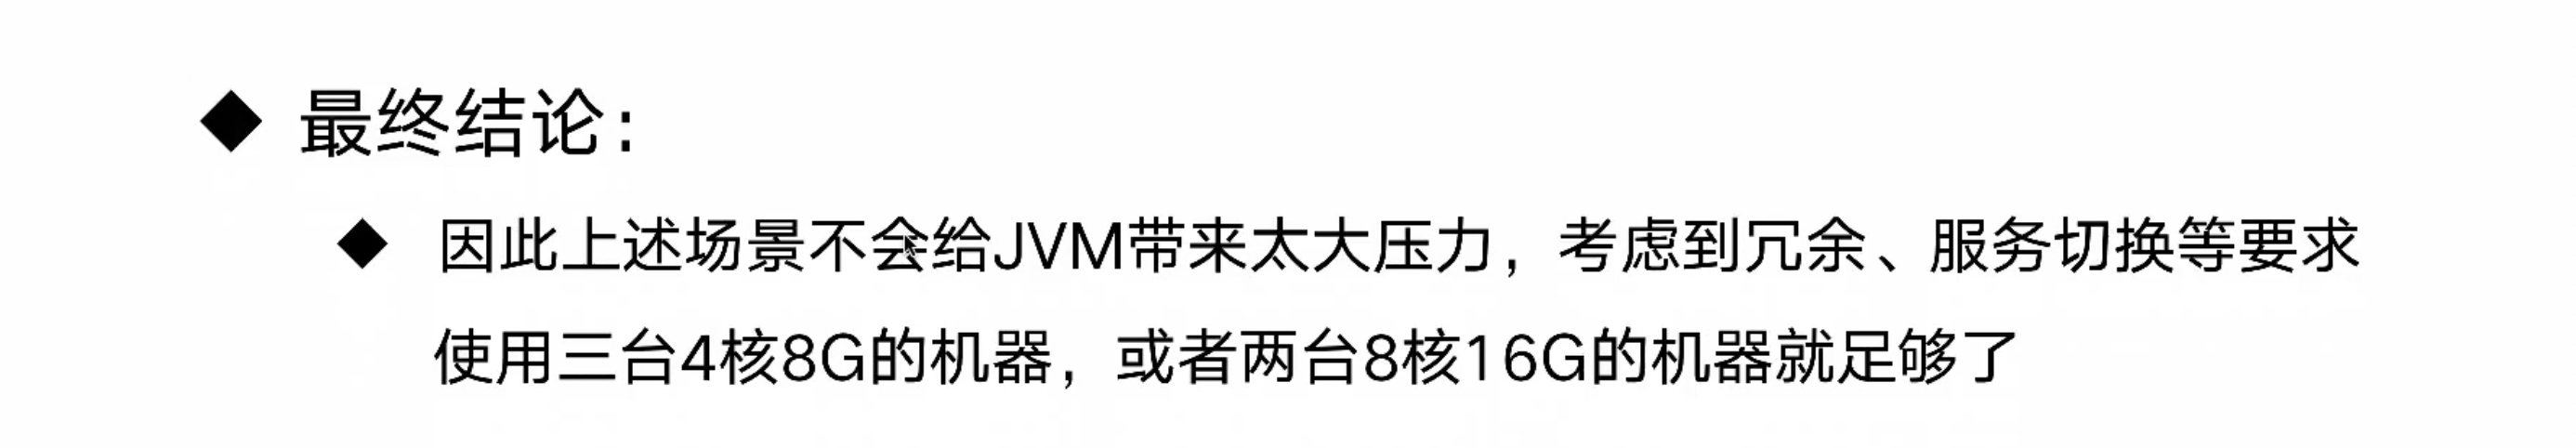 ◆ 最终结论：
◆ 因此上述场景不会给JVM带来太大压力，考虑到冗余、服务切换等要求
使用三台4核8G的机器，或者两台8核16G的机器就足够了